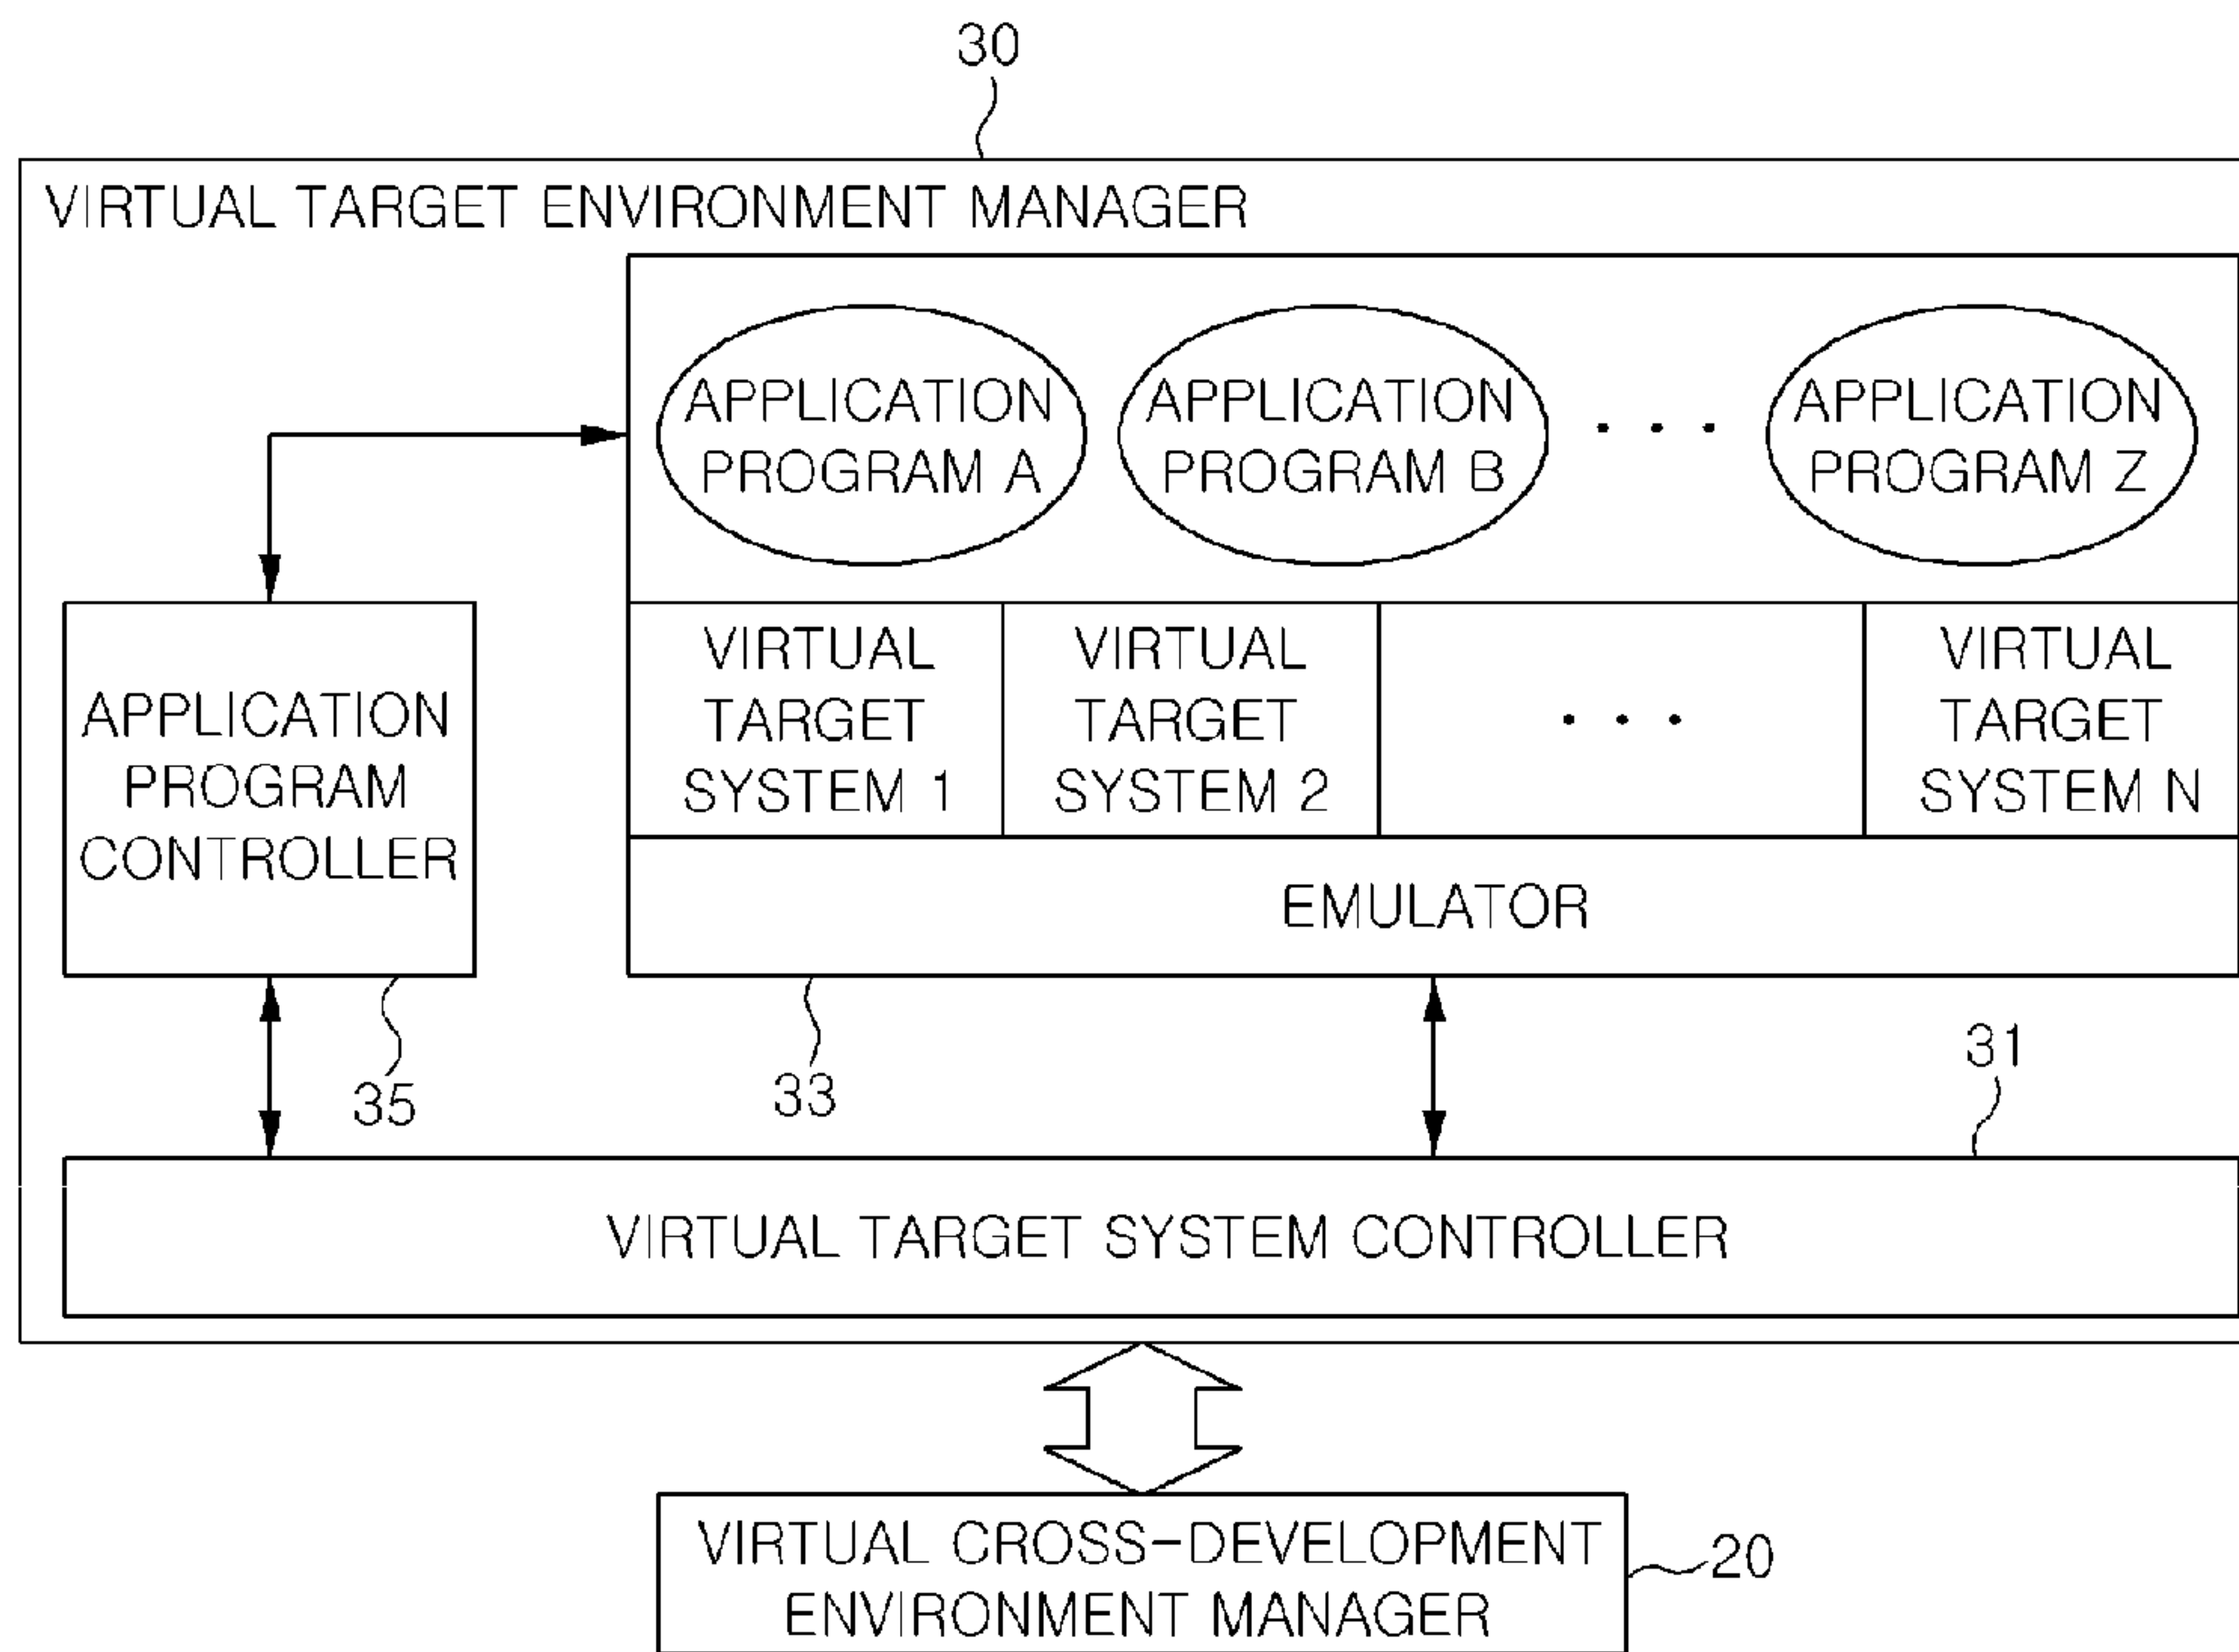 30
VIRTUAL TARGET ENVIRONMENT MANAGER
APPLICATION
PROGRAM A
APPLICATION
PROGRAM B
. . .
APPLICATION
PROGRAM Z
APPLICATION
PROGRAM
CONTROLLER
VIRTUAL
TARGET
SYSTEM 1
VIRTUAL
TARGET
SYSTEM 2
. . .
VIRTUAL
TARGET
SYSTEM N
EMULATOR
35
33
31
VIRTUAL TARGET SYSTEM CONTROLLER
VIRTUAL CROSS-DEVELOPMENT
ENVIRONMENT MANAGER
20